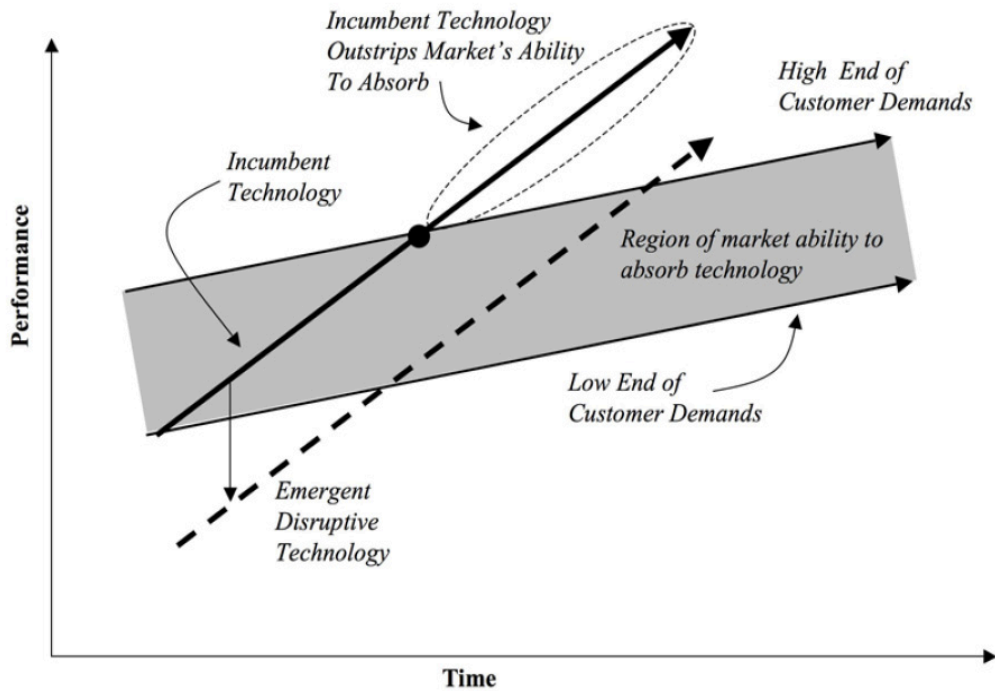 Incumbent Technology
Outstrips Market's Ability
To Absorb
High End of
Customer Demands
Incumbent
Technology
Region of market ability to
absorb technology
Performance
Low End of
Customer Demands
Emergent
Disruptive
Technology
Time